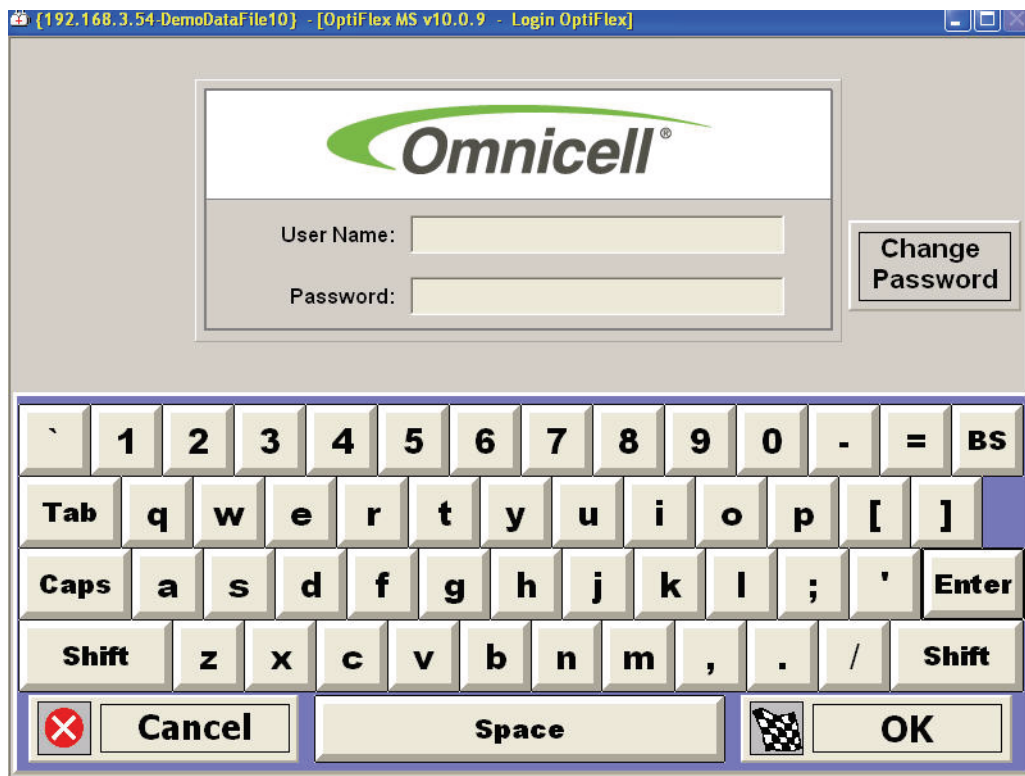 {192.168.3.54-DemoDataFile10} - [OptiFlex MS v10.0.9 - Login OptiFlex]
Omnicell®
User Name:
Change
Password
Password:
` 1 2 3 4 5 6 7 8 9 0 - = BS
Tab q w e r t y u i o p [ ]
Caps a s d f g h j k l ; ' Enter
Shift z x c v b n m , . / Shift
Cancel Space OK